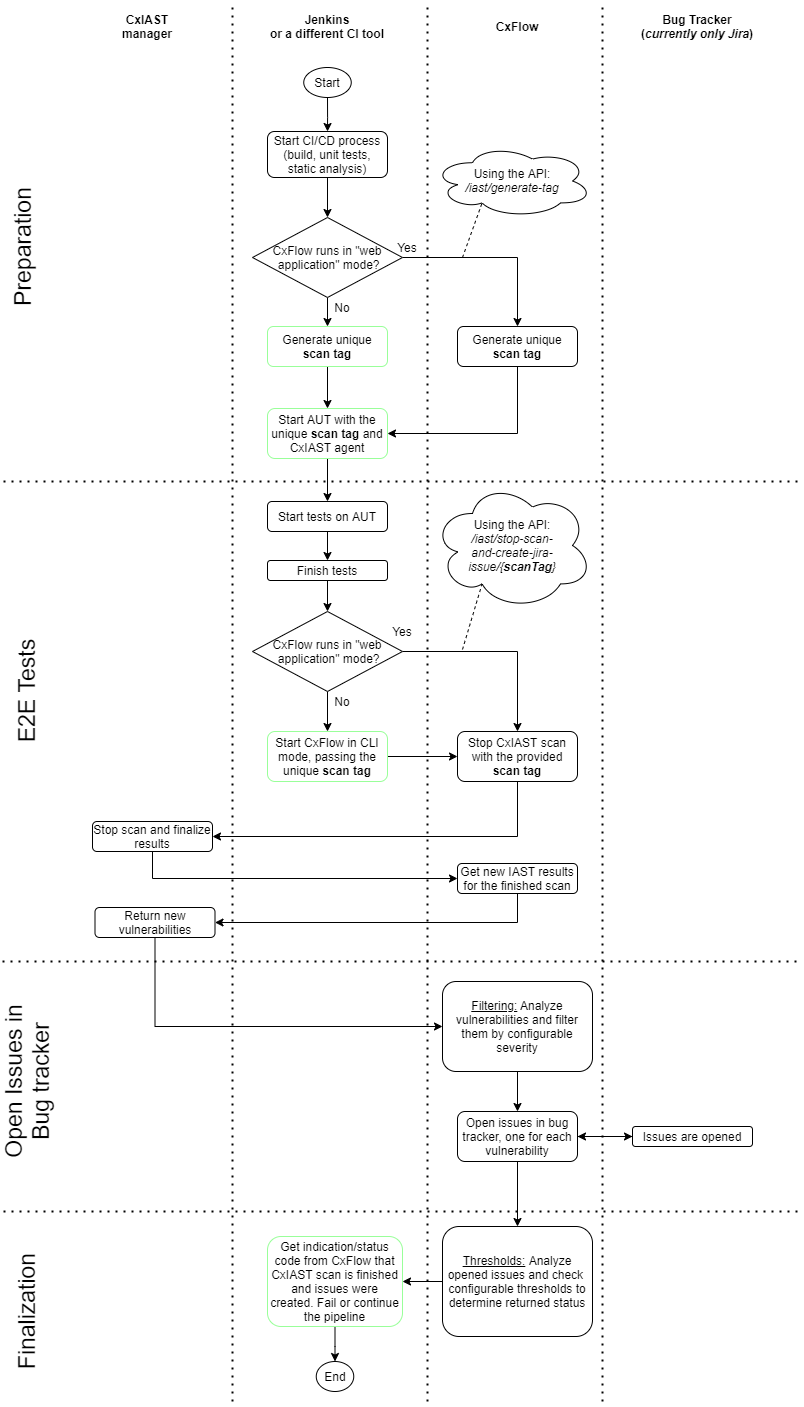 CxIAST
manager
Jenkins
or a different CI tool
CxFlow
Bug Tracker
(currently only Jira)
Preparation
Start
Start CI/CD process
(build, unit tests,
static analysis)
Using the API:
/iast/generate-tag
CxFlow runs in "web
application" mode?
Yes
No
Generate unique
scan tag
Generate unique
scan tag
Start AUT with the
unique scan tag and
CxIAST agent
E2E Tests
Start tests on AUT
Using the API:
/iast/stop-scan-
and-create-jira-
issue/{scanTag}
Finish tests
CxFlow runs in "web
application" mode?
Yes
No
Start CxFlow in CLI
mode, passing the
unique scan tag
Stop CxIAST scan
with the provided
scan tag
Stop scan and finalize
results
Get new IAST results
for the finished scan
Return new
vulnerabilities
Open Issues in
Bug tracker
Filtering: Analyze
vulnerabilities and filter
them by configurable
severity
Open issues in bug
tracker, one for each
vulnerability
Issues are opened
Finalization
Get indication/status
code from CxFlow that
CxIAST scan is finished
and issues were
created. Fail or continue
the pipeline
Thresholds: Analyze
opened issues and check
configurable thresholds to
determine returned status
End